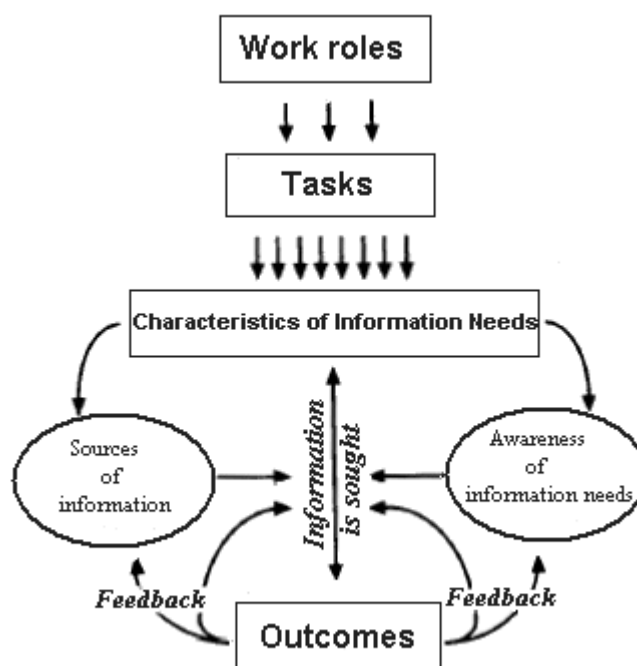 Work roles
Tasks
Characteristics of Information Needs
Sources
of
information
Information
is sought
Awareness
of
information needs
Feedback
Feedback
Outcomes